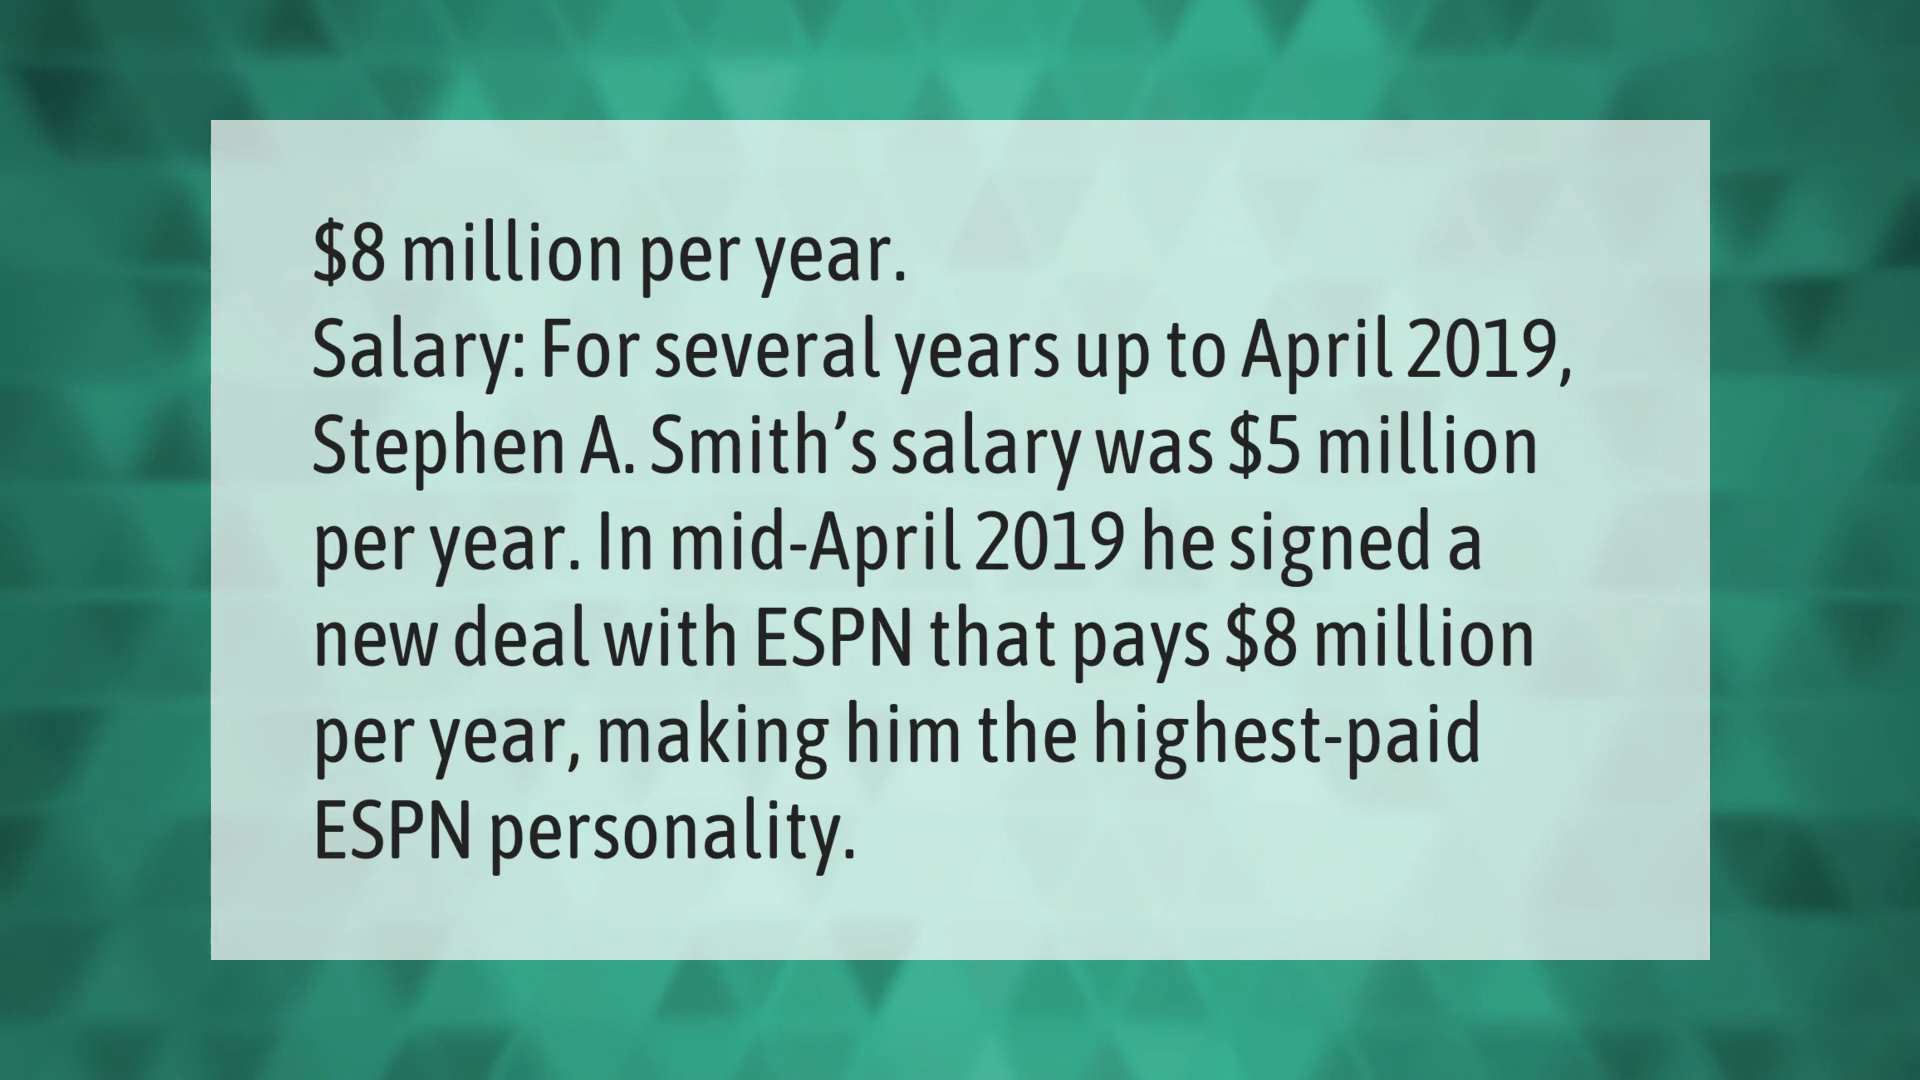 $8 million per year.
Salary: For several years up to April 2019,
Stephen A. Smith’s salary was $5 million
per year. In mid-April 2019 he signed a
new deal with ESPN that pays $8 million
per year, making him the highest-paid
ESPN personality.